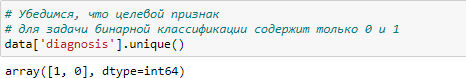 # Убедимся, что целевой признак
# для задачи бинарной классификации содержит только 0 и 1
data['diagnosis'].unique()
array([1, 0], dtype=int64)